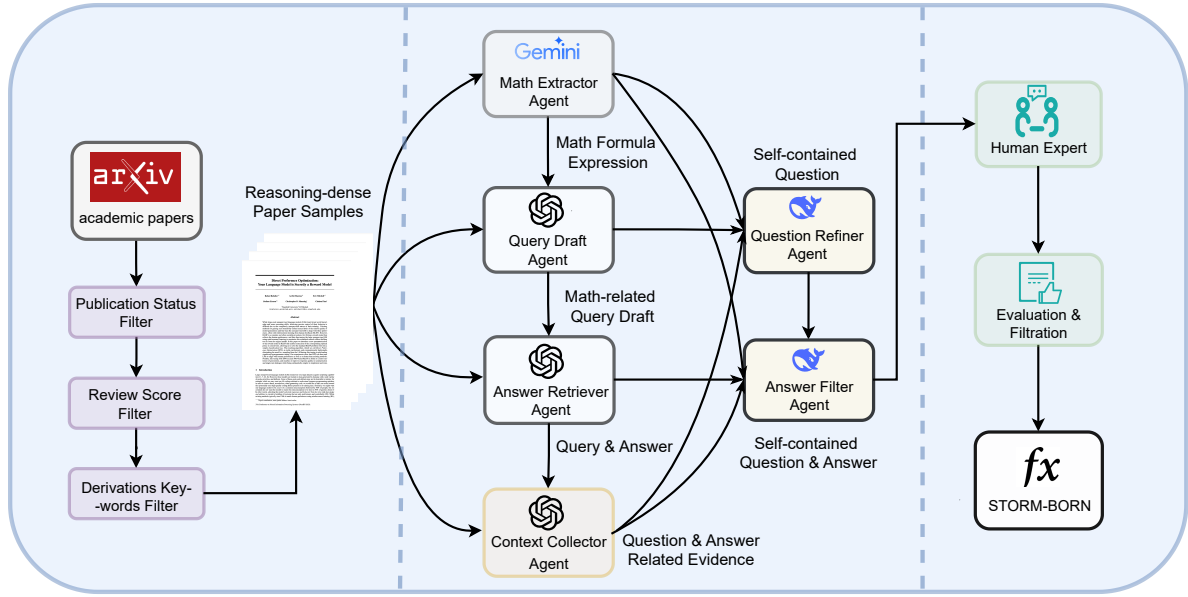 arXiv
academic papers
Publication Status
Filter
Review Score
Filter
Derivations Key-
-words Filter
Reasoning-dense
Paper Samples
Direct Preference Optimization:
Your Language Model is Secretly a Reward Model
Gemini
Math Extractor
Agent
Math Formula
Expression
Query Draft
Agent
Math-related
Query Draft
Answer Retriever
Agent
Query & Answer
Context Collector
Agent
Self-contained
Question
Question Refiner
Agent
Answer Filter
Agent
Self-contained
Question & Answer
Question & Answer
Related Evidence
Human Expert
Evaluation &
Filtration
fx
STORM-BORN